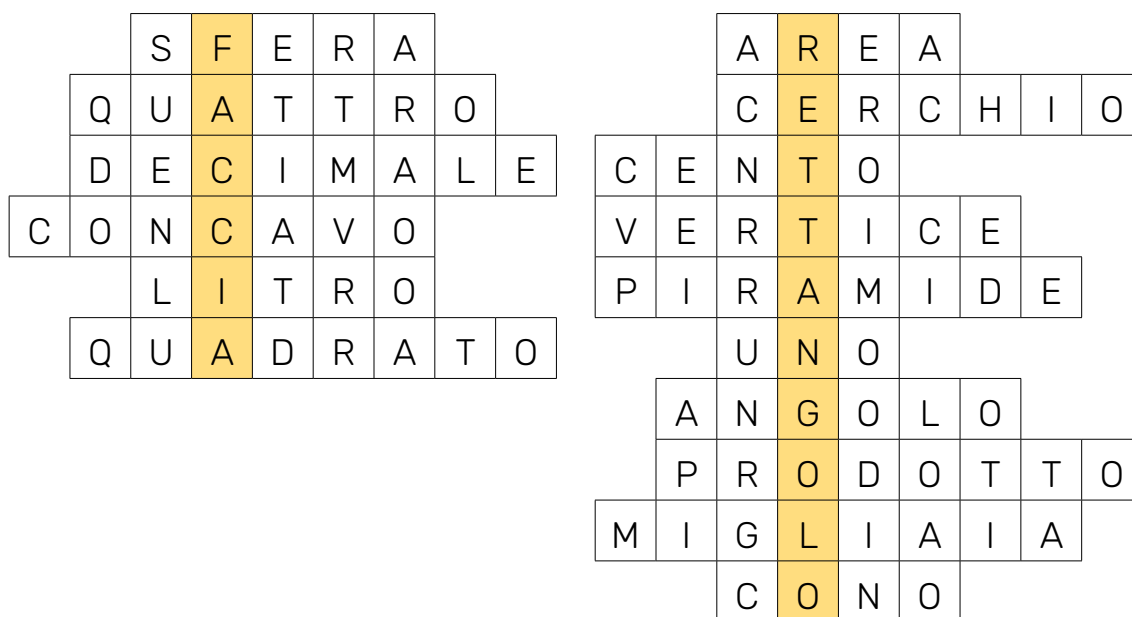 SFERA
QUATTRO
DECIMALE
CONCAVO
LITRO
QUADRATO
AREA
CERCHIO
CENTO
VERTICE
PIRAMIDE
UNO
ANGOLO
PRODOTTO
MIGLIAIA
CONO